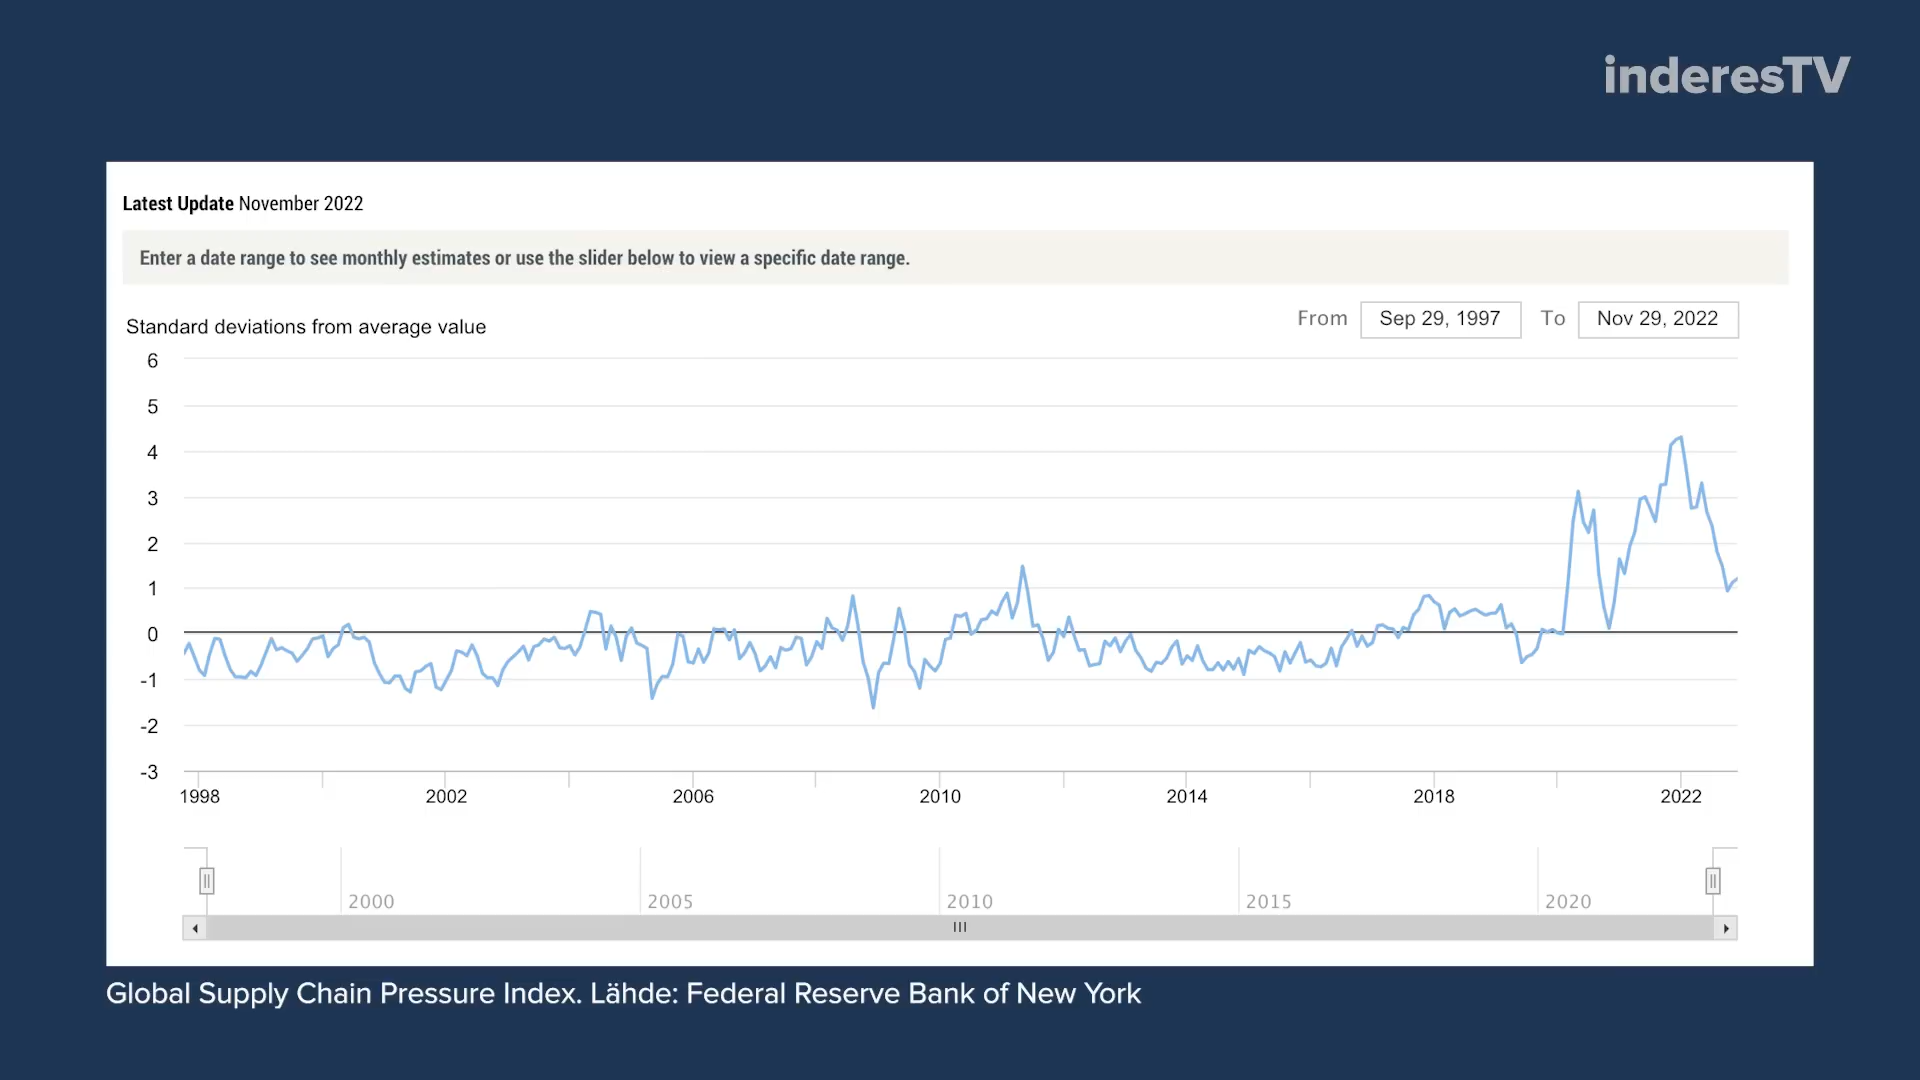 inderesTV
Latest Update November 2022
Enter a date range to see monthly estimates or use the slider below to view a specific date range.
From Sep 29, 1997 To Nov 29, 2022
Standard deviations from average value
6
5
4
3
2
1
0
-1
-2
-3
1998 2002 2006 2010 2014 2018 2022
2000 2005 2010 2015 2020
Global Supply Chain Pressure Index. Lähde: Federal Reserve Bank of New York